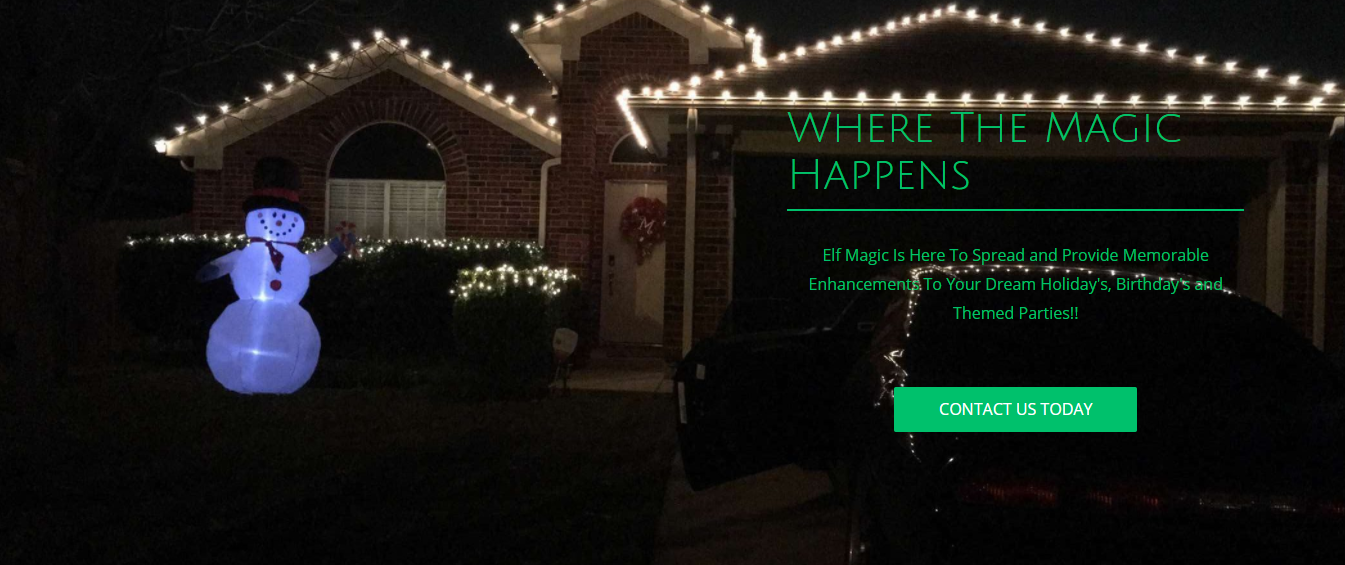 Where The Magic
Happens
Elf Magic Is Here To Spread and Provide Memorable
Enhancements To Your Dream Holiday's, Birthday's and
Themed Parties!!
CONTACT US TODAY
M